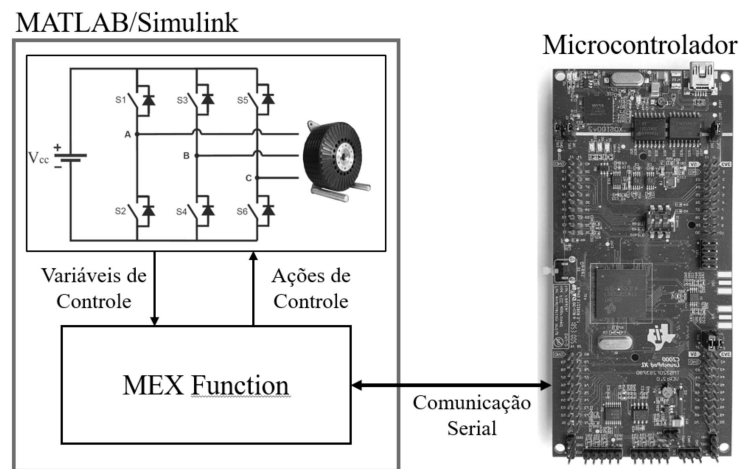 MATLAB/Simulink
Microcontrolador
S1
S3
S5
A
Vcc
+
-
B
C
S2
S4
S6
Variáveis de
Controle
Ações de
Controle
MEX Function
Comunicação
Serial